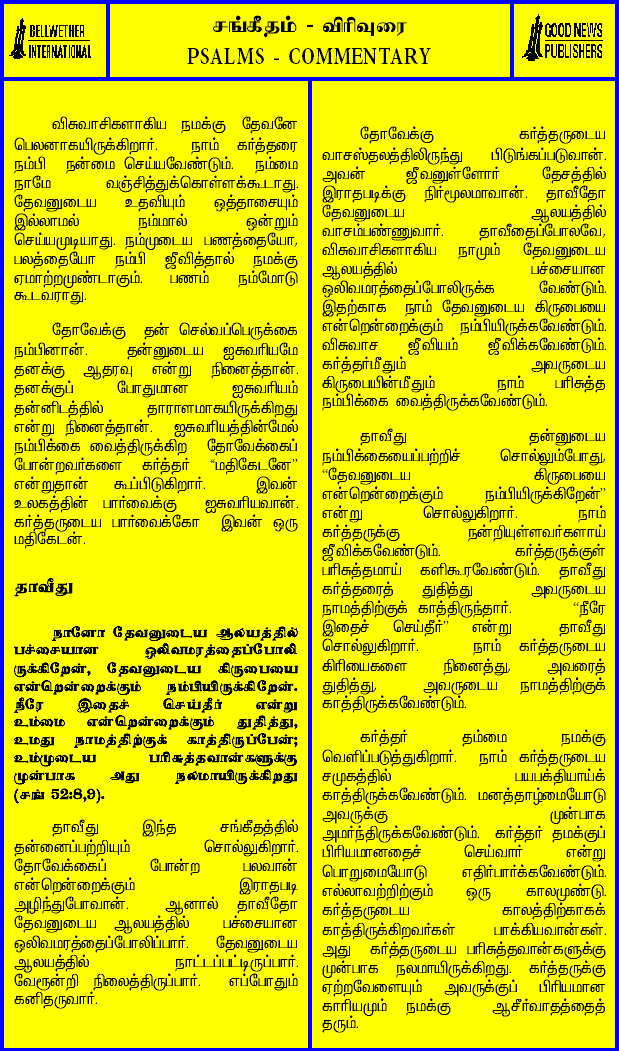 BELLWETHER
INTERNATIONAL
சங்கீதம் - விரிவுரை
PSALMS - COMMENTARY
GOOD NEWS
PUBLISHERS
விசுவாசிகளாகிய நமக்கு தேவனே
பெலனாகயிருக்கிறார். நாம் கர்த்தரை
நம்பி நன்மை செய்யவேண்டும். நம்மை
நாமே வஞ்சித்துக்கொள்ளக்கூடாது.
தேவனுடைய உதவியும் ஒத்தாசையும்
இல்லாமல் நம்மால் ஒன்றும்
செய்யமுடியாது. நம்முடைய பணத்தையோ,
பலத்தையோ நம்பி ஜீவித்தால் நமக்கு
ஏமாற்றமுண்டாகும். பணம் நம்மோடு
கூடவராது.
தோவேக்கு தன் செல்வப்பெருக்கை
நம்பினான். தன்னுடைய ஐசுவரியமே
தனக்கு ஆதரவு என்று நினைத்தான்.
தனக்குப் போதுமான ஐசுவரியம்
தன்னிடத்தில் தாராளமாகயிருக்கிறது
என்று நினைத்தான். ஐசுவரியத்தின்மேல்
நம்பிக்கை வைத்திருக்கிற தோவேக்கைப்
போன்றவர்களை கர்த்தர் “மதிகேடனே”
என்றுதான் கூப்பிடுகிறார். இவன்
உலகத்தின் பார்வைக்கு ஐசுவரியவான்.
கர்த்தருடைய பார்வைக்கோ இவன் ஒரு
மதிகேடன்.
தாவீது
நானோ தேவனுடைய ஆலயத்தில்
பச்சையான ஒலிவமரத்தைப்போலி
ருக்கிறேன், தேவனுடைய கிருபையை
என்றென்றைக்கும் நம்பியிருக்கிறேன்.
நீரே இதைச் செய்தீர் என்று
உம்மை என்றென்றைக்கும் துதித்து,
உமது நாமத்திற்குக் காத்திருப்பேன்;
உம்முடைய பரிசுத்தவான்களுக்கு
முன்பாக அது நலமாயிருக்கிறது
(சங் 52:8,9).
தாவீது இந்த சங்கீதத்தில்
தன்னைப்பற்றியும் சொல்லுகிறார்.
தோவேக்கைப் போன்ற பலவான்
என்றென்றைக்கும் இராதபடி
அழிந்துபோவான். ஆனால் தாவீதோ
தேவனுடைய ஆலயத்தில் பச்சையான
ஒலிவமரத்தைப்போலிப்பார். தேவனுடைய
ஆலயத்தில் நாட்டப்பட்டிருப்பார்.
வேரூன்றி நிலைத்திருப்பார். எப்போதும்
கனிதருவார்.
தோவேக்கு கர்த்தருடைய
வாசஸ்தலத்திலிருந்து பிடுங்கப்படுவான்.
அவன் ஜீவனுள்ளோர் தேசத்தில்
இராதபடிக்கு நிர்மூலமாவான். தாவீதோ
தேவனுடைய ஆலயத்தில்
வாசம்பண்ணுவார். தாவீதைப்போலவே,
விசுவாசிகளாகிய நாமும் தேவனுடைய
ஆலயத்தில் பச்சையான
ஒலிவமரத்தைப்போலிருக்க வேண்டும்.
இதற்காக நாம் தேவனுடைய கிருபையை
என்றென்றைக்கும் நம்பியிருக்கவேண்டும்.
விசுவாச ஜீவியம் ஜீவிக்கவேண்டும்.
கர்த்தர்மீதும் அவருடைய
கிருபையின்மீதும் நாம் பரிசுத்த
நம்பிக்கை வைத்திருக்கவேண்டும்.
தாவீது தன்னுடைய
நம்பிக்கையைப்பற்றிச் சொல்லும்போது,
“தேவனுடைய கிருபையை
என்றென்றைக்கும் நம்பியிருக்கிறேன்”
என்று சொல்லுகிறார். நாம்
கர்த்தருக்கு நன்றியுள்ளவர்களாய்
ஜீவிக்கவேண்டும். கர்த்தருக்குள்
பரிசுத்தமாய் களிகூரவேண்டும். தாவீது
கர்த்தரைத் துதித்து அவருடைய
நாமத்திற்குக் காத்திருந்தார். “நீரே
இதைச் செய்தீர்” என்று தாவீது
சொல்லுகிறார். நாம் கர்த்தருடைய
கிரியைகளை நினைத்து, அவரைத்
துதித்து, அவருடைய நாமத்திற்குக்
காத்திருக்கவேண்டும்.
கர்த்தர் தம்மை நமக்கு
வெளிப்படுத்துகிறார். நாம் கர்த்தருடைய
சமுகத்தில் பயபக்தியாய்க்
காத்திருக்கவேண்டும். மனத்தாழ்மையோடு
அவருக்கு முன்பாக
அமர்ந்திருக்கவேண்டும். கர்த்தர் தமக்குப்
பிரியமானதைச் செய்வார் என்று
பொறுமையோடு எதிர்பார்க்கவேண்டும்.
எல்லாவற்றிற்கும் ஒரு காலமுண்டு.
கர்த்தருடைய காலத்திற்காகக்
காத்திருக்கிறவர்கள் பாக்கியவான்கள்.
அது கர்த்தருடைய பரிசுத்தவான்களுக்கு
முன்பாக நலமாயிருக்கிறது. கர்த்தருக்கு
ஏற்றவேளையும் அவருக்குப் பிரியமான
காரியமும் நமக்கு ஆசீர்வாதத்தைத்
தரும்.